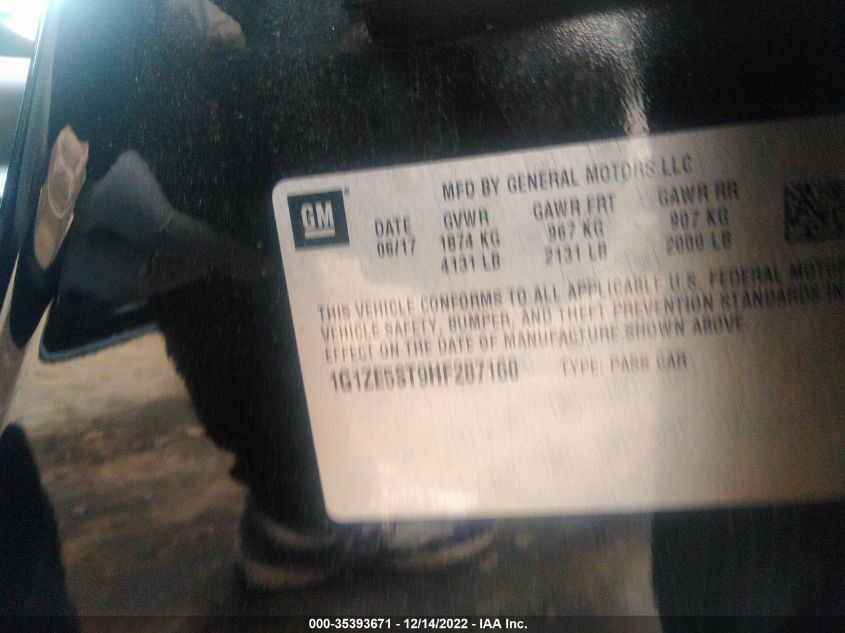 MFD BY GENERAL MOTORS LLC
GM
DATE GVWR GAWR FRT GAWR RR
06/17 1874 KG 967 KG 907 KG
4131 LB 2131 LB 2000 LB
THIS VEHICLE CONFORMS TO ALL APPLICABLE U.S. FEDERAL MOTOR
VEHICLE SAFETY, BUMPER, AND THEFT PREVENTION STANDARDS IN
EFFECT ON THE DATE OF MANUFACTURE SHOWN ABOVE.
TYPE: PASS CAR
000-35393671 - 12/14/2022 - IAA Inc.